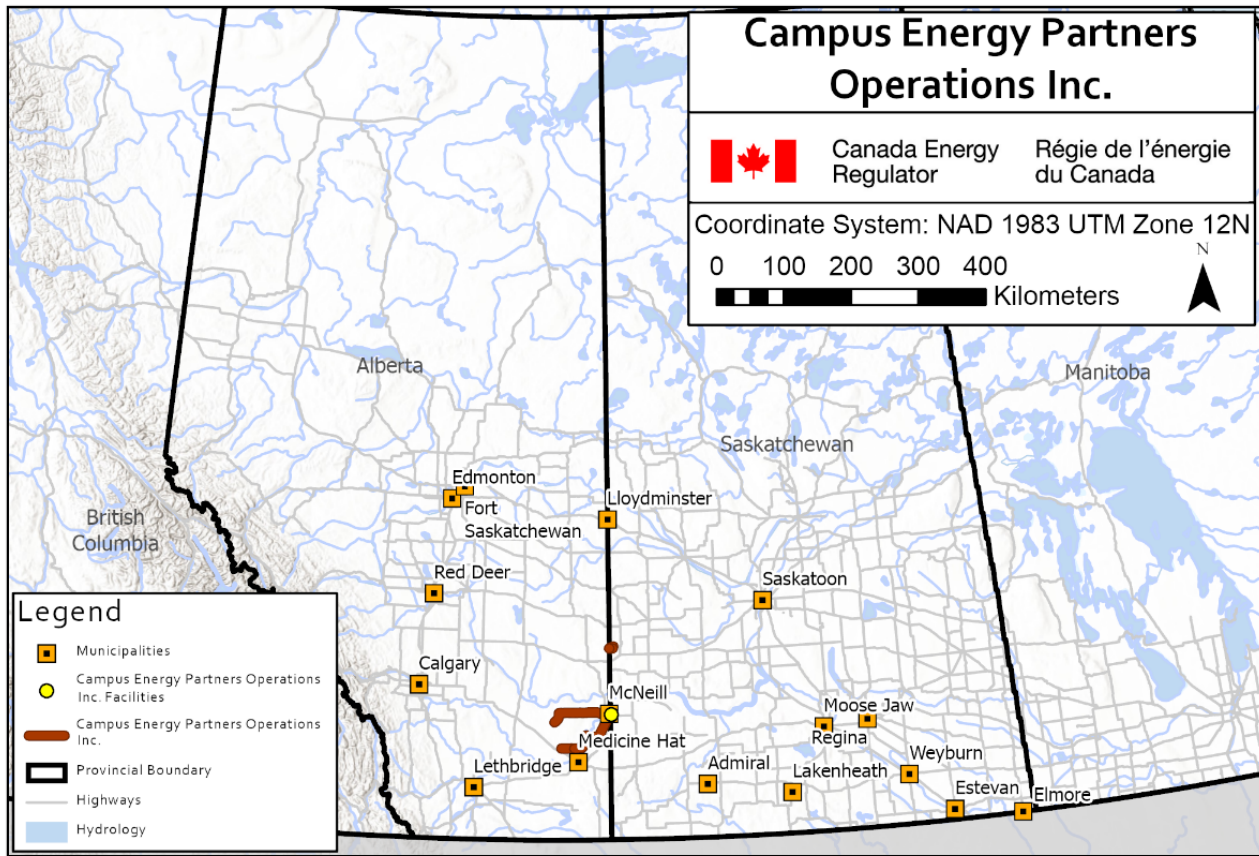 Campus Energy Partners
Operations Inc.
Canada Energy
Regulator
Régie de l'énergie
du Canada
Coordinate System: NAD 1983 UTM Zone 12N
N
0 100 200 300 400
Kilometers
Alberta
Manitoba
Saskatchewan
British
Columbia
Edmonton
Fort
Saskatchewan
Lloydminster
Red Deer
Saskatoon
Calgary
McNeill
Moose Jaw
Regina
Medicine Hat
Lethbridge
Admiral
Lakenheath
Weyburn
Estevan
Elmore
Legend
Municipalities
Campus Energy Partners Operations
Inc. Facilities
Campus Energy Partners Operations
Inc.
Provincial Boundary
Highways
Hydrology